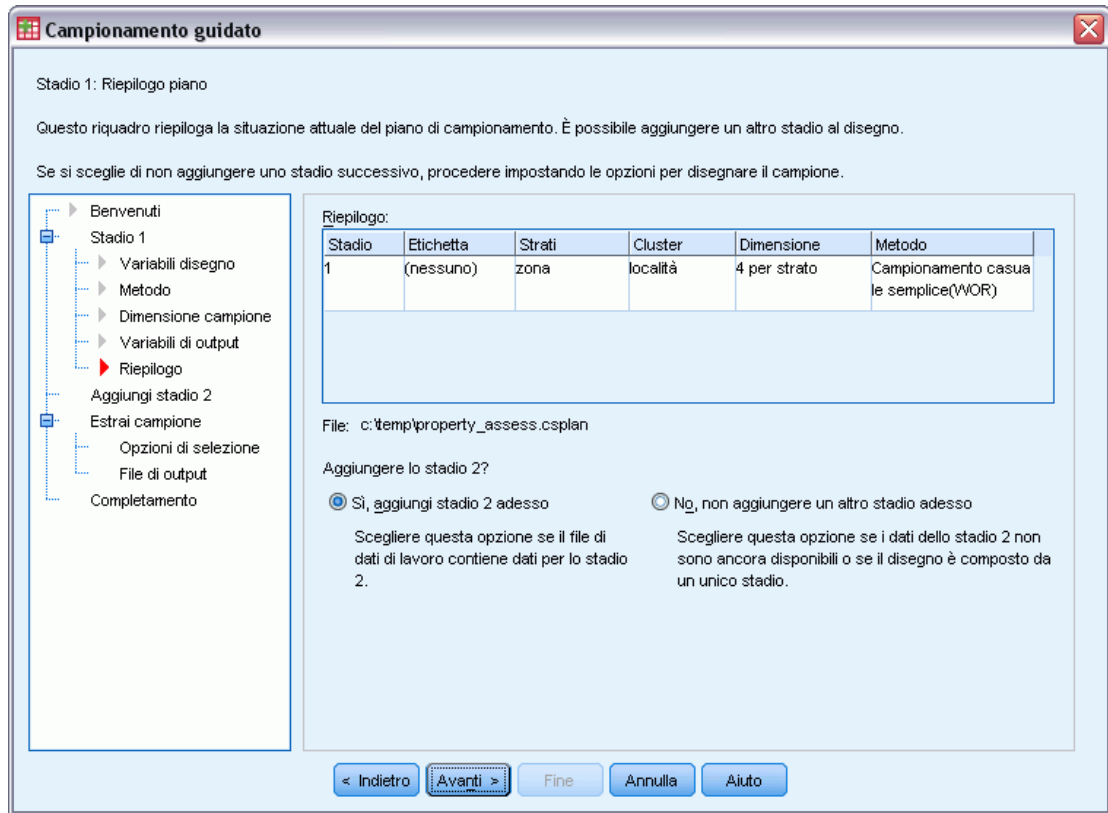 Campionamento guidato
Stadio 1: Riepilogo piano
Questo riquadro riepiloga la situazione attuale del piano di campionamento. È possibile aggiungere un altro stadio al disegno.
Se si sceglie di non aggiungere uno stadio successivo, procedere impostando le opzioni per disegnare il campione.
Benvenuti
Stadio 1
Variabili disegno
Metodo
Dimensione campione
Variabili di output
Riepilogo
Aggiungi stadio 2
Estrai campione
Opzioni di selezione
File di output
Completamento
Riepilogo:
Stadio Etichetta Strati Cluster Dimensione Metodo
1 (nessuno) zona località 4 per strato Campionamento casua
le semplice(WOR)
File: c:\temp\property_assess.csplan
Aggiungere lo stadio 2?
Sì, aggiungi stadio 2 adesso
Scegliere questa opzione se il file di
dati di lavoro contiene dati per lo stadio
2.
No, non aggiungere un altro stadio adesso
Scegliere questa opzione se i dati dello stadio 2 non
sono ancora disponibili o se il disegno è composto da
un unico stadio.
< Indietro Avanti > Fine Annulla Aiuto